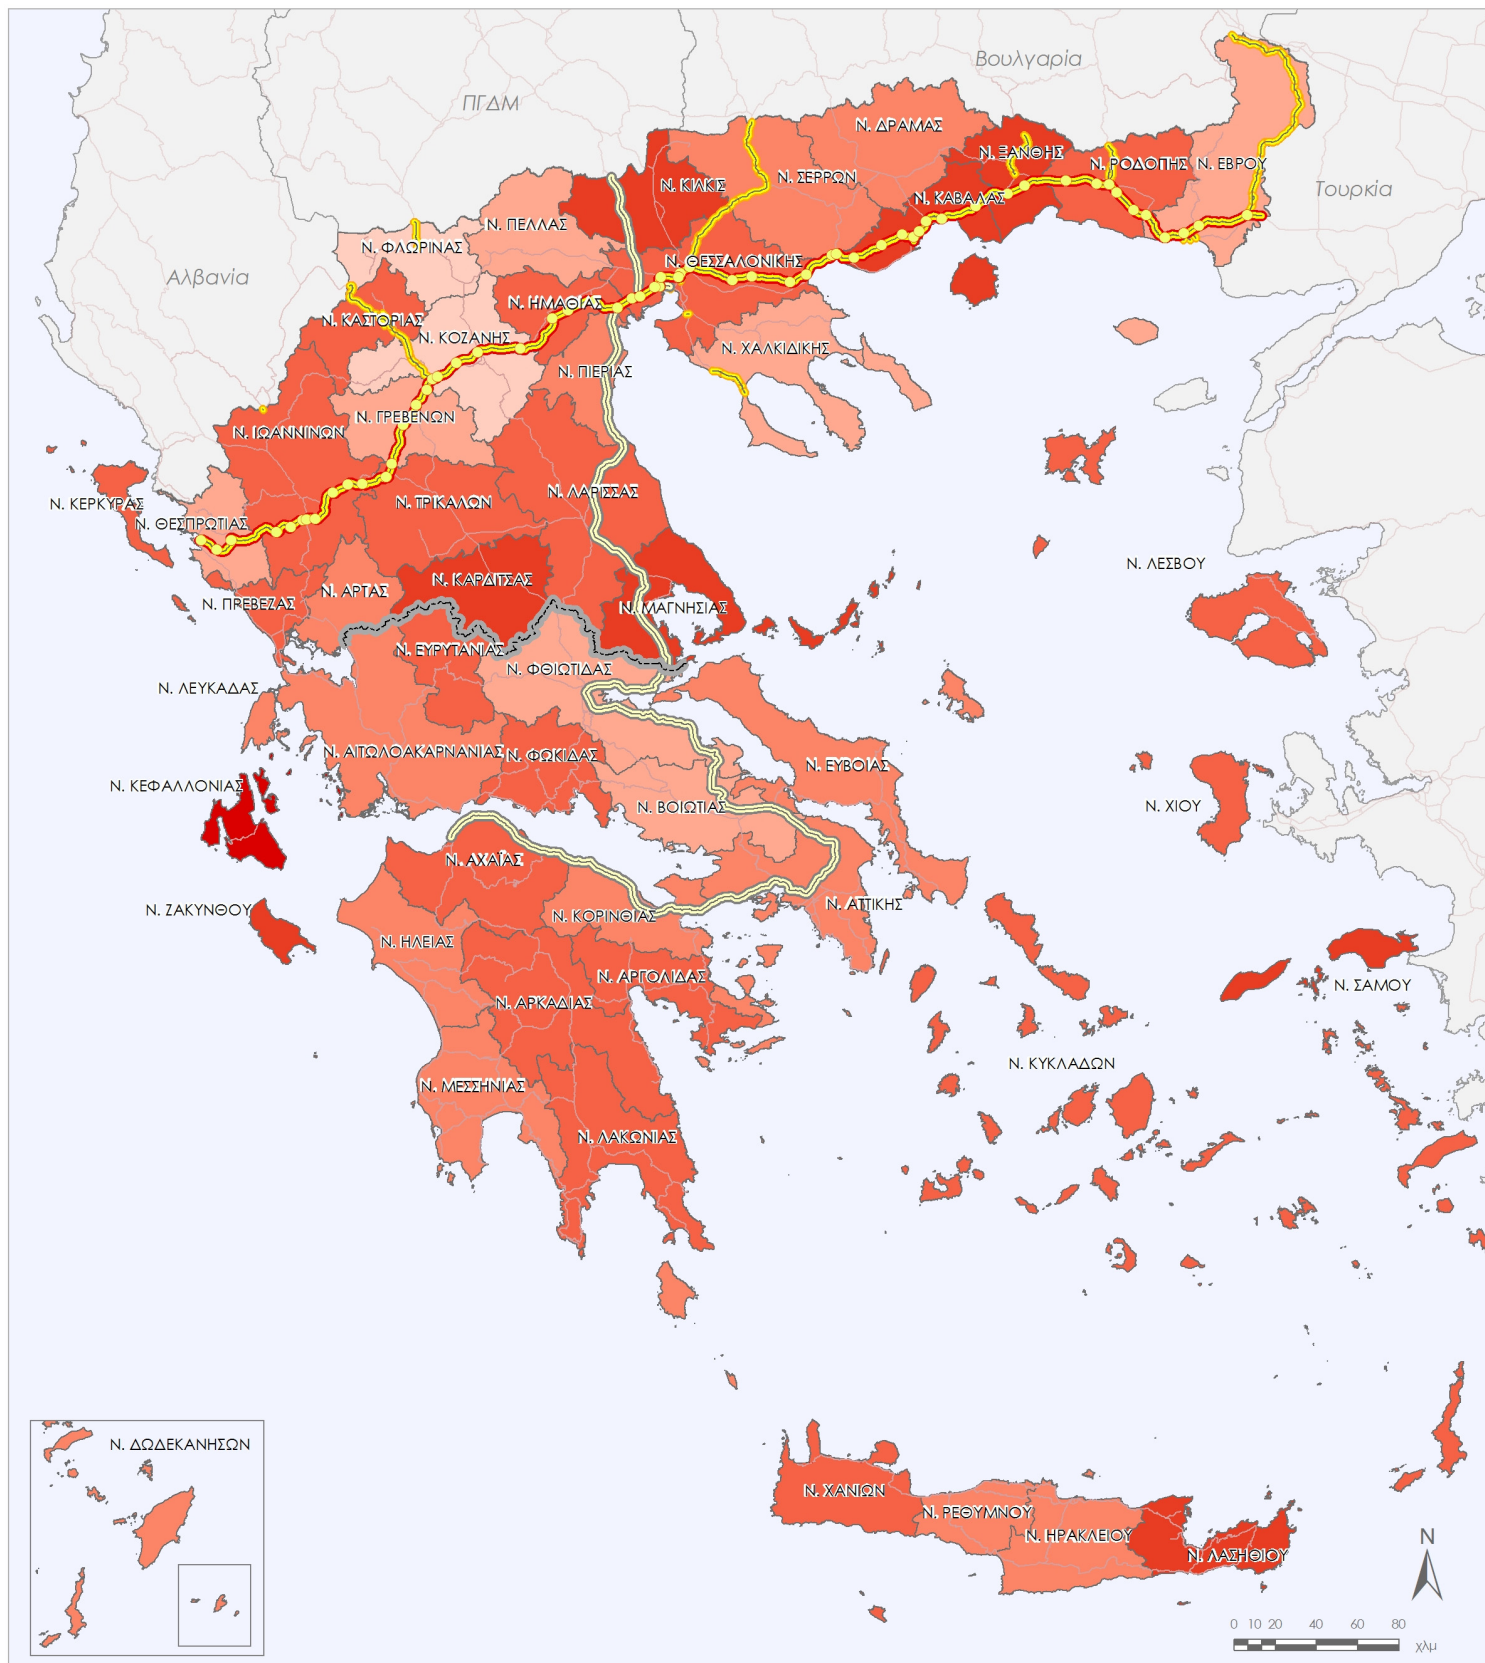 Βουλγαρία
ΠΓΔΜ
Ν. ΔΡΑΜΑΣ
Ν. ΞΑΝΘΗΣ
Ν. ΡΟΔΟΠΗΣ
Ν. ΕΒΡΟΥ
Ν. ΣΕΡΡΩΝ
Ν. ΚΙΛΚΙΣ
Τουρκία
Ν. ΚΑΒΑΛΑΣ
Ν. ΠΕΛΛΑΣ
Ν. ΦΛΩΡΙΝΑΣ
Ν. ΘΕΣΣΑΛΟΝΙΚΗΣ
Αλβανία
Ν. ΗΜΑΘΙΑΣ
Ν. ΚΑΣΤΟΡΙΑΣ
Ν. ΚΟΖΑΝΗΣ
Ν. ΧΑΛΚΙΔΙΚΗΣ
Ν. ΠΙΕΡΙΑΣ
Ν. ΓΡΕΒΕΝΩΝ
Ν. ΙΩΑΝΝΙΝΩΝ
Ν. ΛΑΡΙΣΣΑΣ
Ν. ΤΡΙΚΑΛΩΝ
Ν. ΚΕΡΚΥΡΑΣ
Ν. ΘΕΣΠΡΩΤΙΑΣ
Ν. ΛΕΣΒΟΥ
Ν. ΚΑΡΔΙΤΣΑΣ
Ν. ΑΡΤΑΣ
Ν. ΠΡΕΒΕΖΑΣ
Ν. ΜΑΓΝΗΣΙΑΣ
Ν. ΕΥΡΥΤΑΝΙΑΣ
Ν. ΦΘΙΩΤΙΔΑΣ
Ν. ΛΕΥΚΑΔΑΣ
Ν. ΑΙΤΩΛΟΑΚΑΡΝΑΝΙΑΣ
Ν. ΦΩΚΙΔΑΣ
Ν. ΕΥΒΟΙΑΣ
Ν. ΚΕΦΑΛΛΟΝΙΑΣ
Ν. ΒΟΙΩΤΙΑΣ
Ν. ΧΙΟΥ
Ν. ΑΧΑΪΑΣ
Ν. ΑΤΤΙΚΗΣ
Ν. ΖΑΚΥΝΘΟΥ
Ν. ΚΟΡΙΝΘΙΑΣ
Ν. ΗΛΕΙΑΣ
Ν. ΑΡΓΟΛΙΔΑΣ
Ν. ΣΑΜΟΥ
Ν. ΑΡΚΑΔΙΑΣ
Ν. ΚΥΚΛΑΔΩΝ
Ν. ΜΕΣΣΗΝΙΑΣ
Ν. ΛΑΚΩΝΙΑΣ
Ν. ΔΩΔΕΚΑΝΗΣΩΝ
Ν. ΧΑΝΙΩΝ
Ν. ΡΕΘΥΜΝΟΥ
Ν. ΗΡΑΚΛΕΙΟΥ
Ν. ΛΑΣΗΘΙΟΥ
N
0 10 20 40 60 80
χλμ